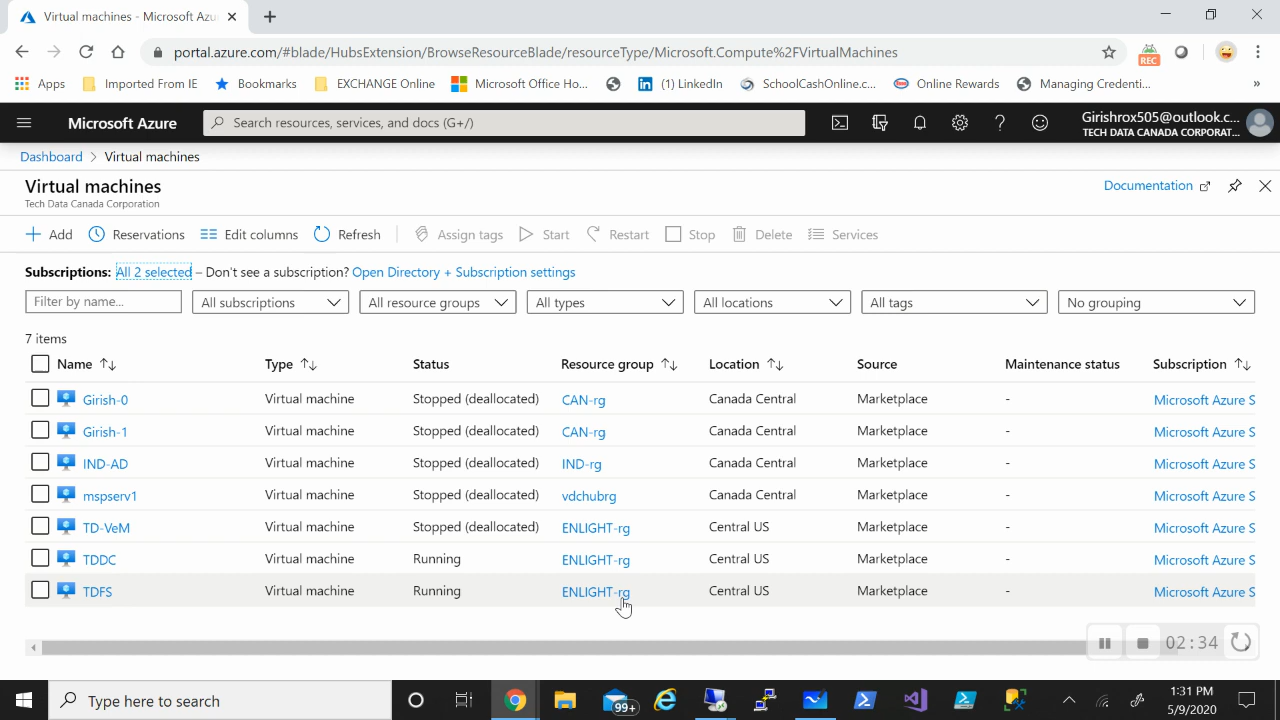 Virtual machines - Microsoft Azu
portal.azure.com/#blade/HubsExtension/BrowseResourceBlade/resourceType/Microsoft.Compute%2FVirtualMachines
REC
Apps Imported From IE Bookmarks EXCHANGE Online Microsoft Office Ho... (1) LinkedIn SchoolCashOnline.c... Online Rewards Managing Credenti... »
Microsoft Azure Search resources, services, and docs (G+/) Girishrox505@outlook.c...
TECH DATA CANADA CORPORAT...
Dashboard > Virtual machines
Virtual machines Documentation
Tech Data Canada Corporation
Add Reservations Edit columns Refresh Assign tags Start Restart Stop Delete Services
Subscriptions: All 2 selected – Don't see a subscription? Open Directory + Subscription settings
Filter by name... All subscriptions All resource groups All types All locations All tags No grouping
7 items
Name Type Status Resource group Location Source Maintenance status Subscription
Girish-0 Virtual machine Stopped (deallocated) CAN-rg Canada Central Marketplace - Microsoft Azure S
Girish-1 Virtual machine Stopped (deallocated) CAN-rg Canada Central Marketplace - Microsoft Azure S
IND-AD Virtual machine Stopped (deallocated) IND-rg Canada Central Marketplace - Microsoft Azure S
mspserv1 Virtual machine Stopped (deallocated) vdchubrg Canada Central Marketplace - Microsoft Azure S
TD-VeM Virtual machine Stopped (deallocated) ENLIGHT-rg Central US Marketplace - Microsoft Azure S
TDDC Virtual machine Running ENLIGHT-rg Central US Marketplace - Microsoft Azure S
TDFS Virtual machine Running ENLIGHT-rg Central US Marketplace - Microsoft Azure S
02:34
Type here to search 99+ 1:31 PM
5/9/2020